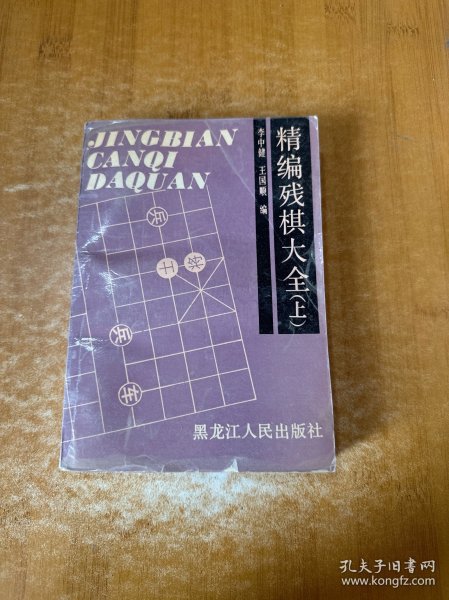 JINGBIAN
CANQI
DAQUAN
精编残棋大全(上)
李中健 王国顺 编
兵
士
将
兵
车
黑龙江人民出版社
孔夫子旧书网
www.kongfz.com